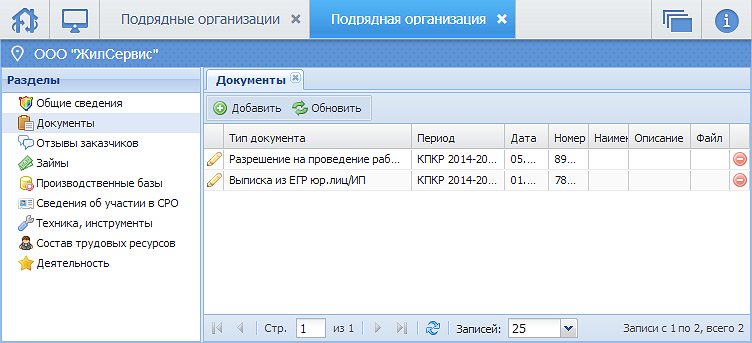 Подрядные организации
Подрядная организация
ООО "ЖилСервис"
Разделы
Общие сведения
Документы
Отзывы заказчиков
Займы
Производственные базы
Сведения об участии в СРО
Техника, инструменты
Состав трудовых ресурсов
Деятельность
Документы
Добавить Обновить
Тип документа Период Дата Номер Наимен Описание Файл
Разрешение на проведение раб... КПКР 2014-20... 05.... 89...
Выписка из ЕГР юр.лиц/ИП КПКР 2014-20... 01.... 78...
Стр. 1 из 1 Записей: 25 Записи с 1 по 2, всего 2